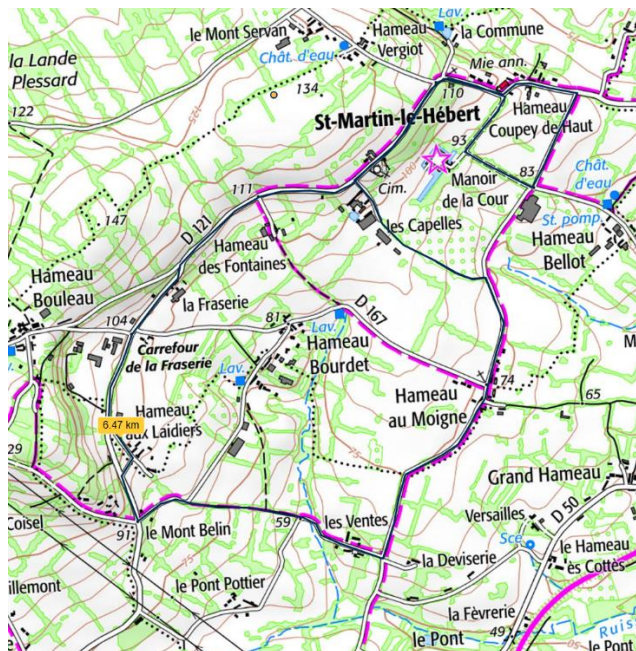 le Mont Servan
Hameau
Vergiot
Lav.
la Commune
la Lande
Plessard
Chât. d'eau
Mie ann.
134
122
125
110
Hameau
Coupey de Haut
St-Martin-le-Hébert
93
100
Manoir
de la Cour
83
Chât.
d'eau
St. pomp.
Cim.
111
les Capelles
Hameau
Bellot
147
D 121
Hameau
des Fontaines
Hameau
Bouleau
la Fraserie
D 167
104
81
Lav.
Carrefour
de la Fraserie
Hameau
Bourdet
Lav.
M
74
Hameau
au Moigne
65
6.47 km
Hameau
aux Laidiers
75
29
Coisel
Grand Hameau
D 50
Versailles
91
le Mont Belin
59
les Ventes
Sce
le Hameau
ès Cottès
75
la Deviserie
illemont
le Pont Pottier
la Fèvrerie
49
50
le Pont
Ruis